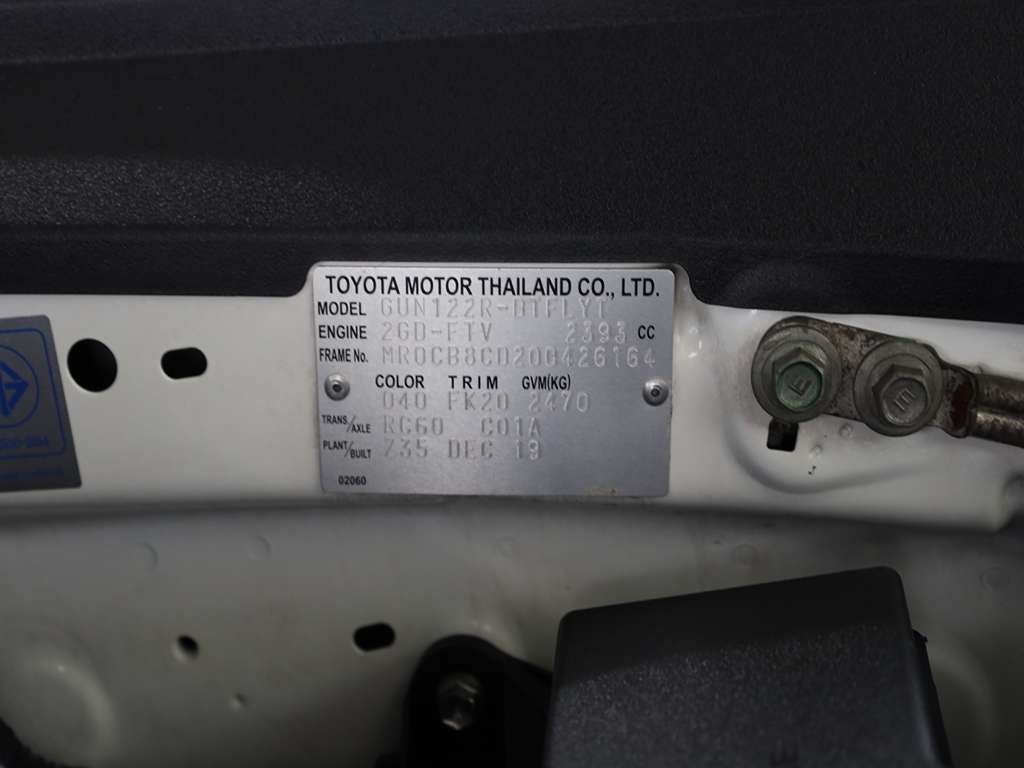 TOYOTA MOTOR THAILAND CO., LTD.
MODEL GUN122R-BTFLYT
ENGINE 2GD-FTV 2393 CC
FRAME No. MR0CB8CD200426164
COLOR TRIM GVM(KG)
040 FK20 2470
TRANS/AXLE RC60 C01A
PLANT/BUILT Z35 DEC 19
02060
E
E